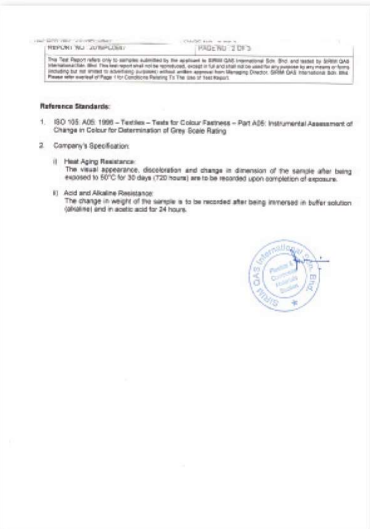 REPORT NO.
PAGE NO : 2 OF 5
This Test Report refers only to samples submitted by the applicant to SIRIM QAS International Sdn. Bhd. and tested by SIRIM QAS
International Sdn. Bhd. This test report shall not be reproduced, except in full and shall not be used for any purpose by any means or forms
(including but not limited to advertising purposes) without written approval from Managing Director, SIRIM QAS International Sdn. Bhd.
Please refer overleaf of Page 1 for Conditions Relating To The Use of Test Report.
Reference Standards:
1. ISO 105: A05: 1996 – Textiles – Tests for Colour Fastness – Part A05: Instrumental Assessment of
Change in Colour for Determination of Grey Scale Rating
2. Company's Specification:
i) Heat Aging Resistance:
The visual appearance, discoloration and change in dimension of the sample after being
exposed to 50°C for 30 days (720 hours) are to be recorded upon completion of exposure.
ii) Acid and Alkaline Resistance:
The change in weight of the sample is to be recorded after being immersed in buffer solution
(alkaline) and in acetic acid for 24 hours.
SIRIM QAS International Sdn. Bhd.